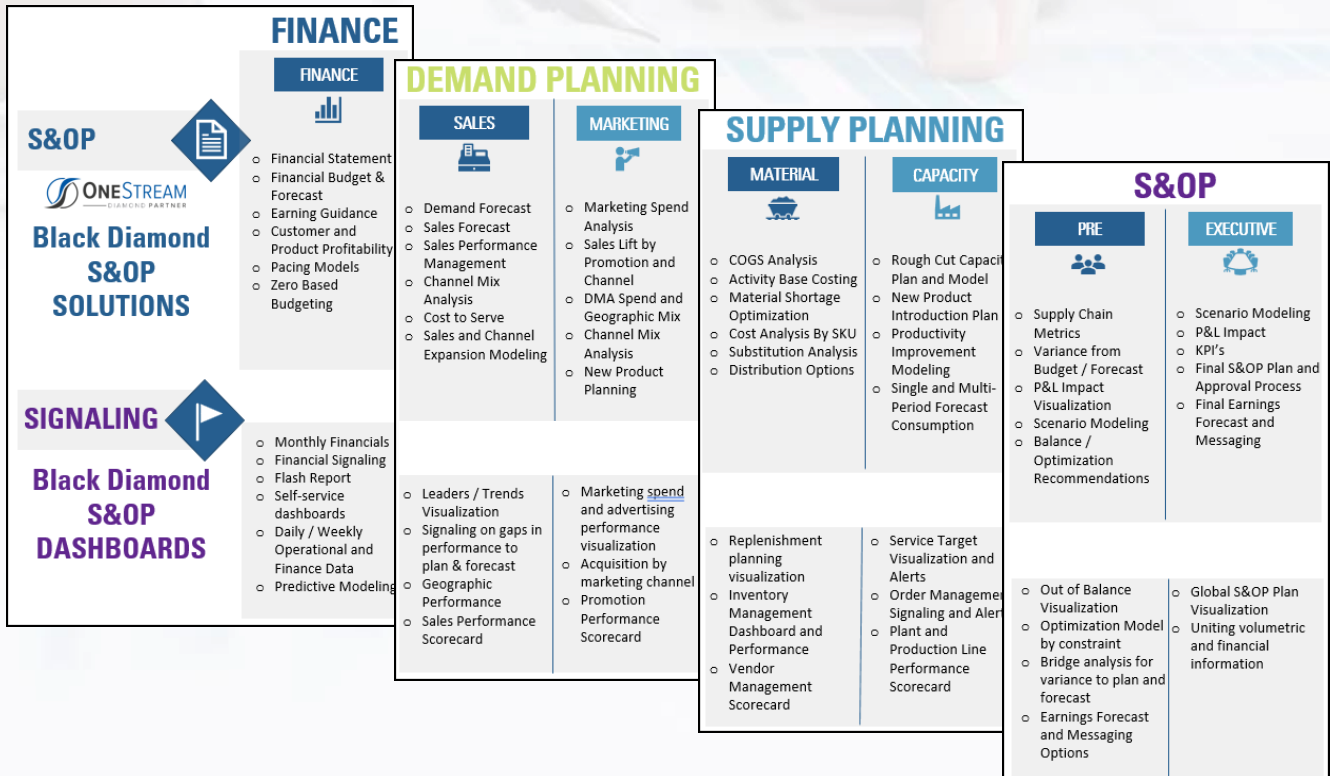 FINANCE
FINANCE
S&OP
ONESTREAM
DIAMOND PARTNER
Black Diamond
S&OP
SOLUTIONS
o Financial Statement
o Financial Budget &
Forecast
o Earning Guidance
o Customer and
Product Profitability
o Pacing Models
o Zero Based
Budgeting
SIGNALING
Black Diamond
S&OP
DASHBOARDS
o Monthly Financials
o Financial Signaling
o Flash Report
o Self-service
dashboards
o Daily / Weekly
Operational and
Finance Data
o Predictive Modeling
DEMAND PLANNING
SALES
o Demand Forecast
o Sales Forecast
o Sales Performance
Management
o Channel Mix
Analysis
o Cost to Serve
o Sales and Channel
Expansion Modeling
MARKETING
o Marketing Spend
Analysis
o Sales Lift by
Promotion and
Channel
o DMA Spend and
Geographic Mix
o Channel Mix
Analysis
o New Product
Planning
o Leaders / Trends
Visualization
o Signaling on gaps in
performance to
plan & forecast
o Geographic
Performance
o Sales Performance
Scorecard
o Marketing spend
and advertising
performance
visualization
o Acquisition by
marketing channel
o Promotion
Performance
Scorecard
SUPPLY PLANNING
MATERIAL
o COGS Analysis
o Activity Base Costing
o Material Shortage
Optimization
o Cost Analysis By SKU
o Substitution Analysis
o Distribution Options
CAPACITY
o Rough Cut Capacit
Plan and Model
o New Product
Introduction Plan
o Productivity
Improvement
Modeling
o Single and Multi-
Period Forecast
Consumption
o Replenishment
planning
visualization
o Inventory
Management
Dashboard and
Performance
o Vendor
Management
Scorecard
o Service Target
Visualization and
Alerts
o Order Managemen
Signaling and Alert
o Plant and
Production Line
Performance
Scorecard
S&OP
PRE
o Supply Chain
Metrics
o Variance from
Budget / Forecast
o P&L Impact
Visualization
o Scenario Modeling
o Balance /
Optimization
Recommendations
EXECUTIVE
o Scenario Modeling
o P&L Impact
o KPI's
o Final S&OP Plan and
Approval Process
o Final Earnings
Forecast and
Messaging
o Out of Balance
Visualization
o Optimization Model
by constraint
o Bridge analysis for
variance to plan and
forecast
o Earnings Forecast
and Messaging
Options
o Global S&OP Plan
Visualization
o Uniting volumetric
and financial
information